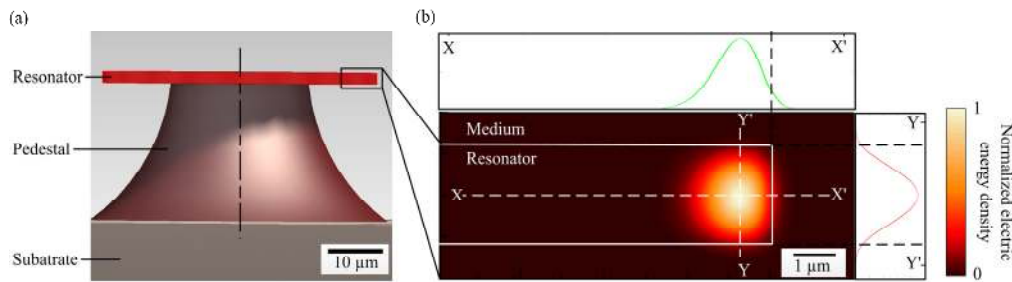 (a)
Resonator
Pedestal
Subatrate
10 μm
(b)
X
X'
Medium
Resonator
Y'
X
X'
Y
1 μm
Y
Y'
1
0
Normalized electric
energy density